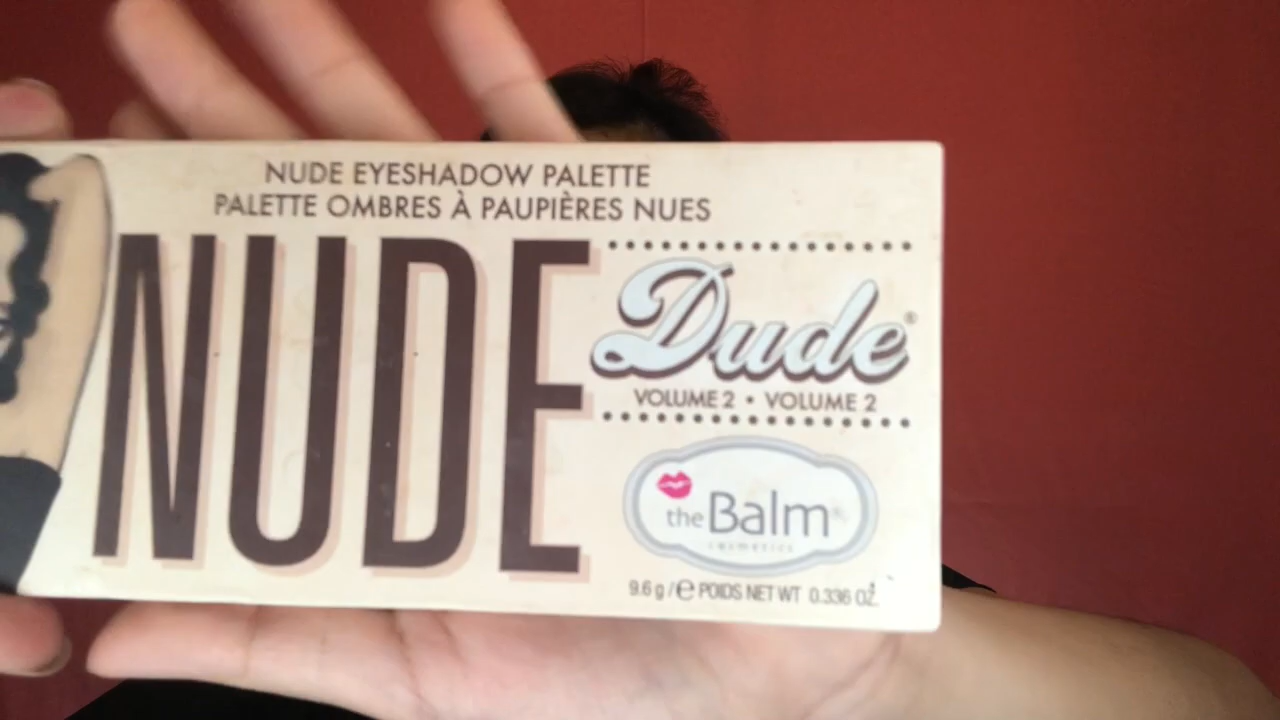 NUDE EYESHADOW PALETTE
PALETTE OMBRES À PAUPIÈRES NUES
NUDE
Dude®
VOLUME 2 • VOLUME 2
the Balm®
cosmetics
9.6 g / ℮ POIDS NET WT 0.336 OZ.